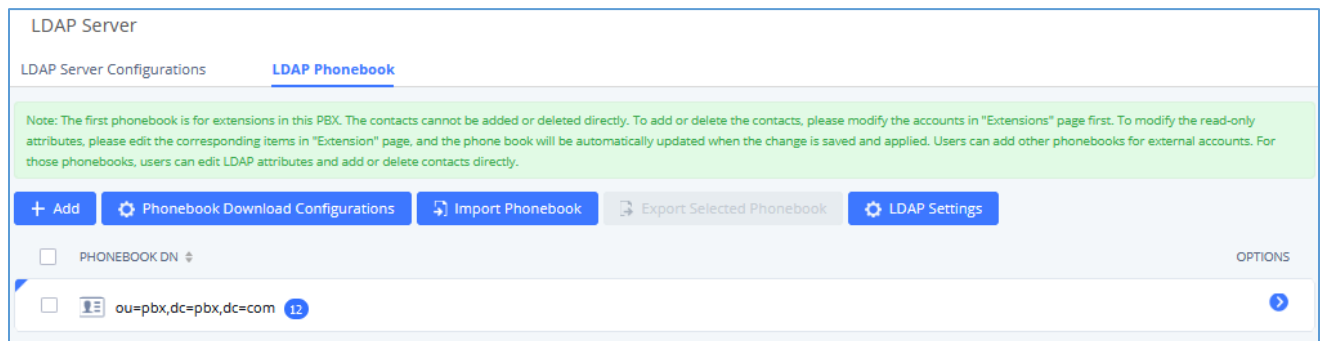 LDAP Server
LDAP Server Configurations LDAP Phonebook
Note: The first phonebook is for extensions in this PBX. The contacts cannot be added or deleted directly. To add or delete the contacts, please modify the accounts in "Extensions" page first. To modify the read-only
attributes, please edit the corresponding items in "Extension" page, and the phone book will be automatically updated when the change is saved and applied. Users can add other phonebooks for external accounts. For
those phonebooks, users can edit LDAP attributes and add or delete contacts directly.
+ Add Phonebook Download Configurations Import Phonebook Export Selected Phonebook LDAP Settings
PHONEBOOK DN OPTIONS
ou=pbx,dc=pbx,dc=com 12